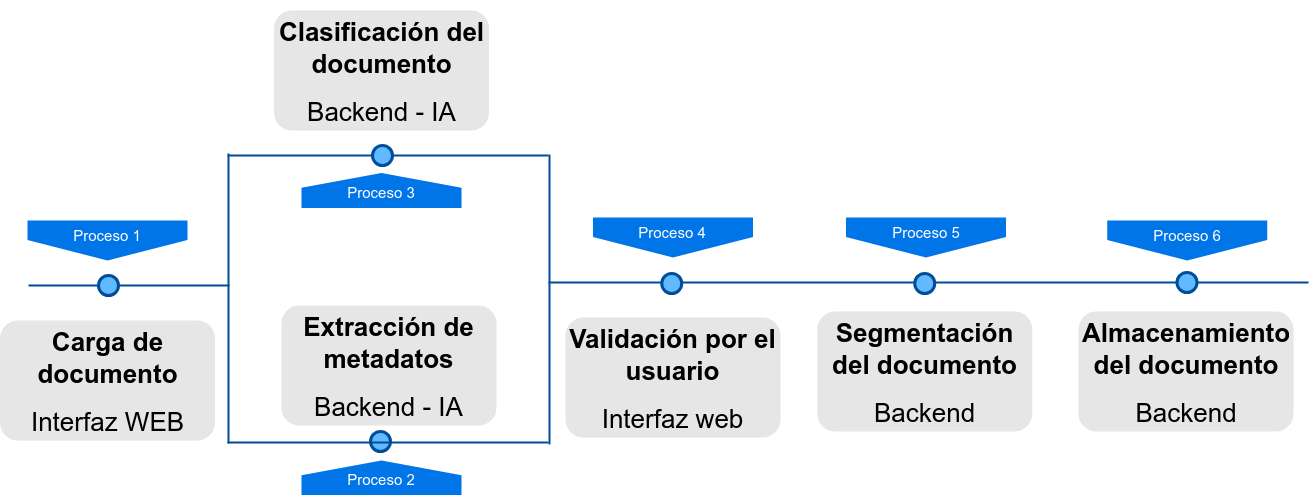 Clasificación del
documento
Backend - IA
Proceso 3
Proceso 1
Carga de
documento
Interfaz WEB
Extracción de
metadatos
Backend - IA
Proceso 2
Proceso 4
Validación por el
usuario
Interfaz web
Proceso 5
Segmentación
del documento
Backend
Proceso 6
Almacenamiento
del documento
Backend